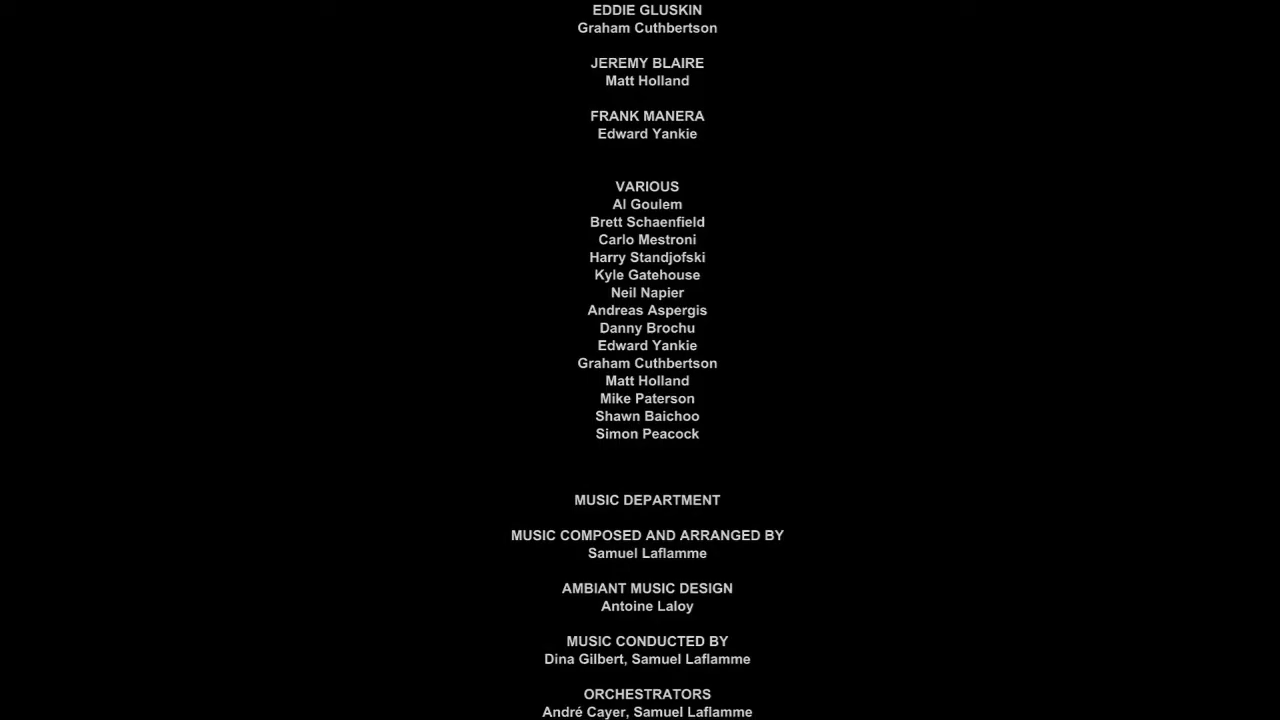 EDDIE GLUSKIN
Graham Cuthbertson
JEREMY BLAIRE
Matt Holland
FRANK MANERA
Edward Yankie
VARIOUS
Al Goulem
Brett Schaenfield
Carlo Mestroni
Harry Standjofski
Kyle Gatehouse
Neil Napier
Andreas Aspergis
Danny Brochu
Edward Yankie
Graham Cuthbertson
Matt Holland
Mike Paterson
Shawn Baichoo
Simon Peacock
MUSIC DEPARTMENT
MUSIC COMPOSED AND ARRANGED BY
Samuel Laflamme
AMBIANT MUSIC DESIGN
Antoine Laloy
MUSIC CONDUCTED BY
Dina Gilbert, Samuel Laflamme
ORCHESTRATORS
André Cayer, Samuel Laflamme